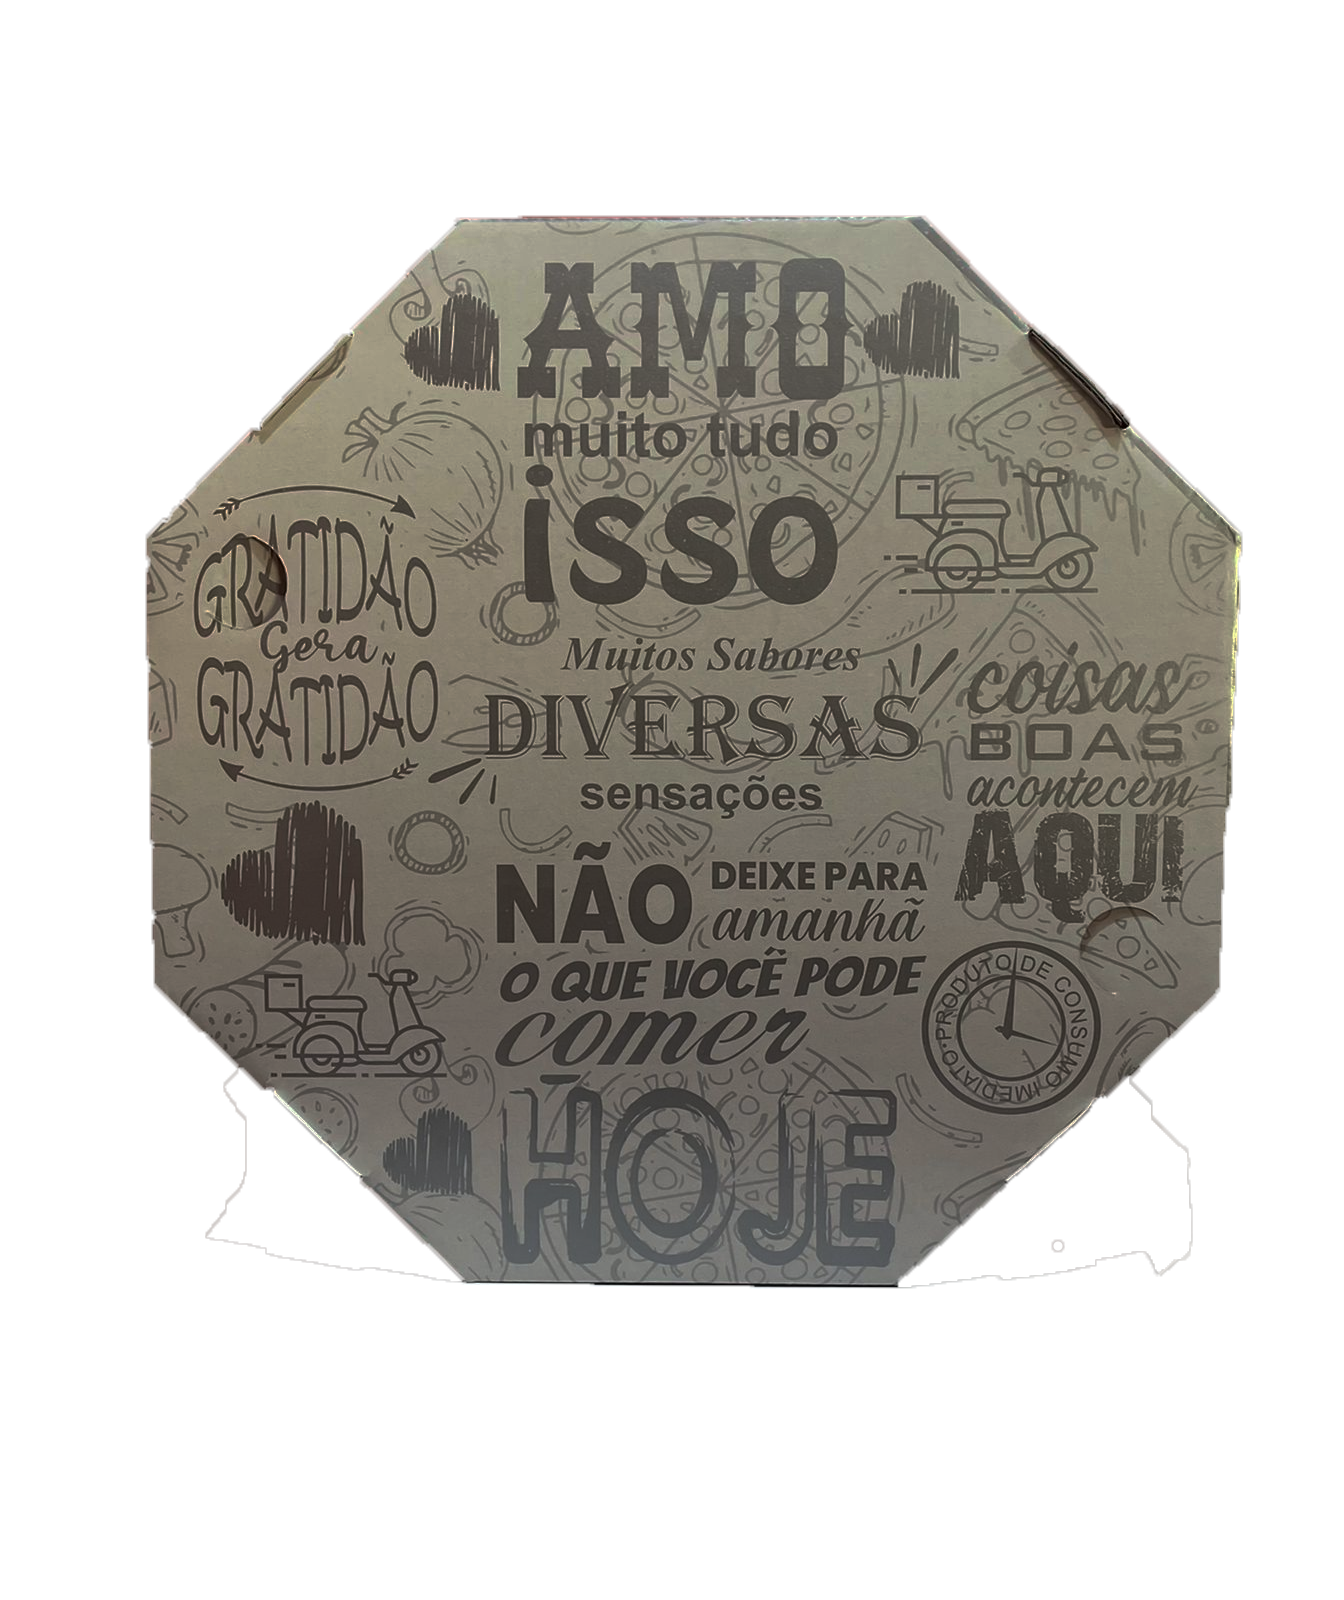 AMO
muito tudo
isso
GRATIDÃO
Gera
GRATIDÃO
Muitos Sabores
DIVERSAS
sensações
coisas
BOAS
acontecem
AQUI
NÃO DEIXE PARA
amanhã
O QUE VOCÊ PODE
comer
HOJE
PRODUTO DE CONSUMO IMEDIATO